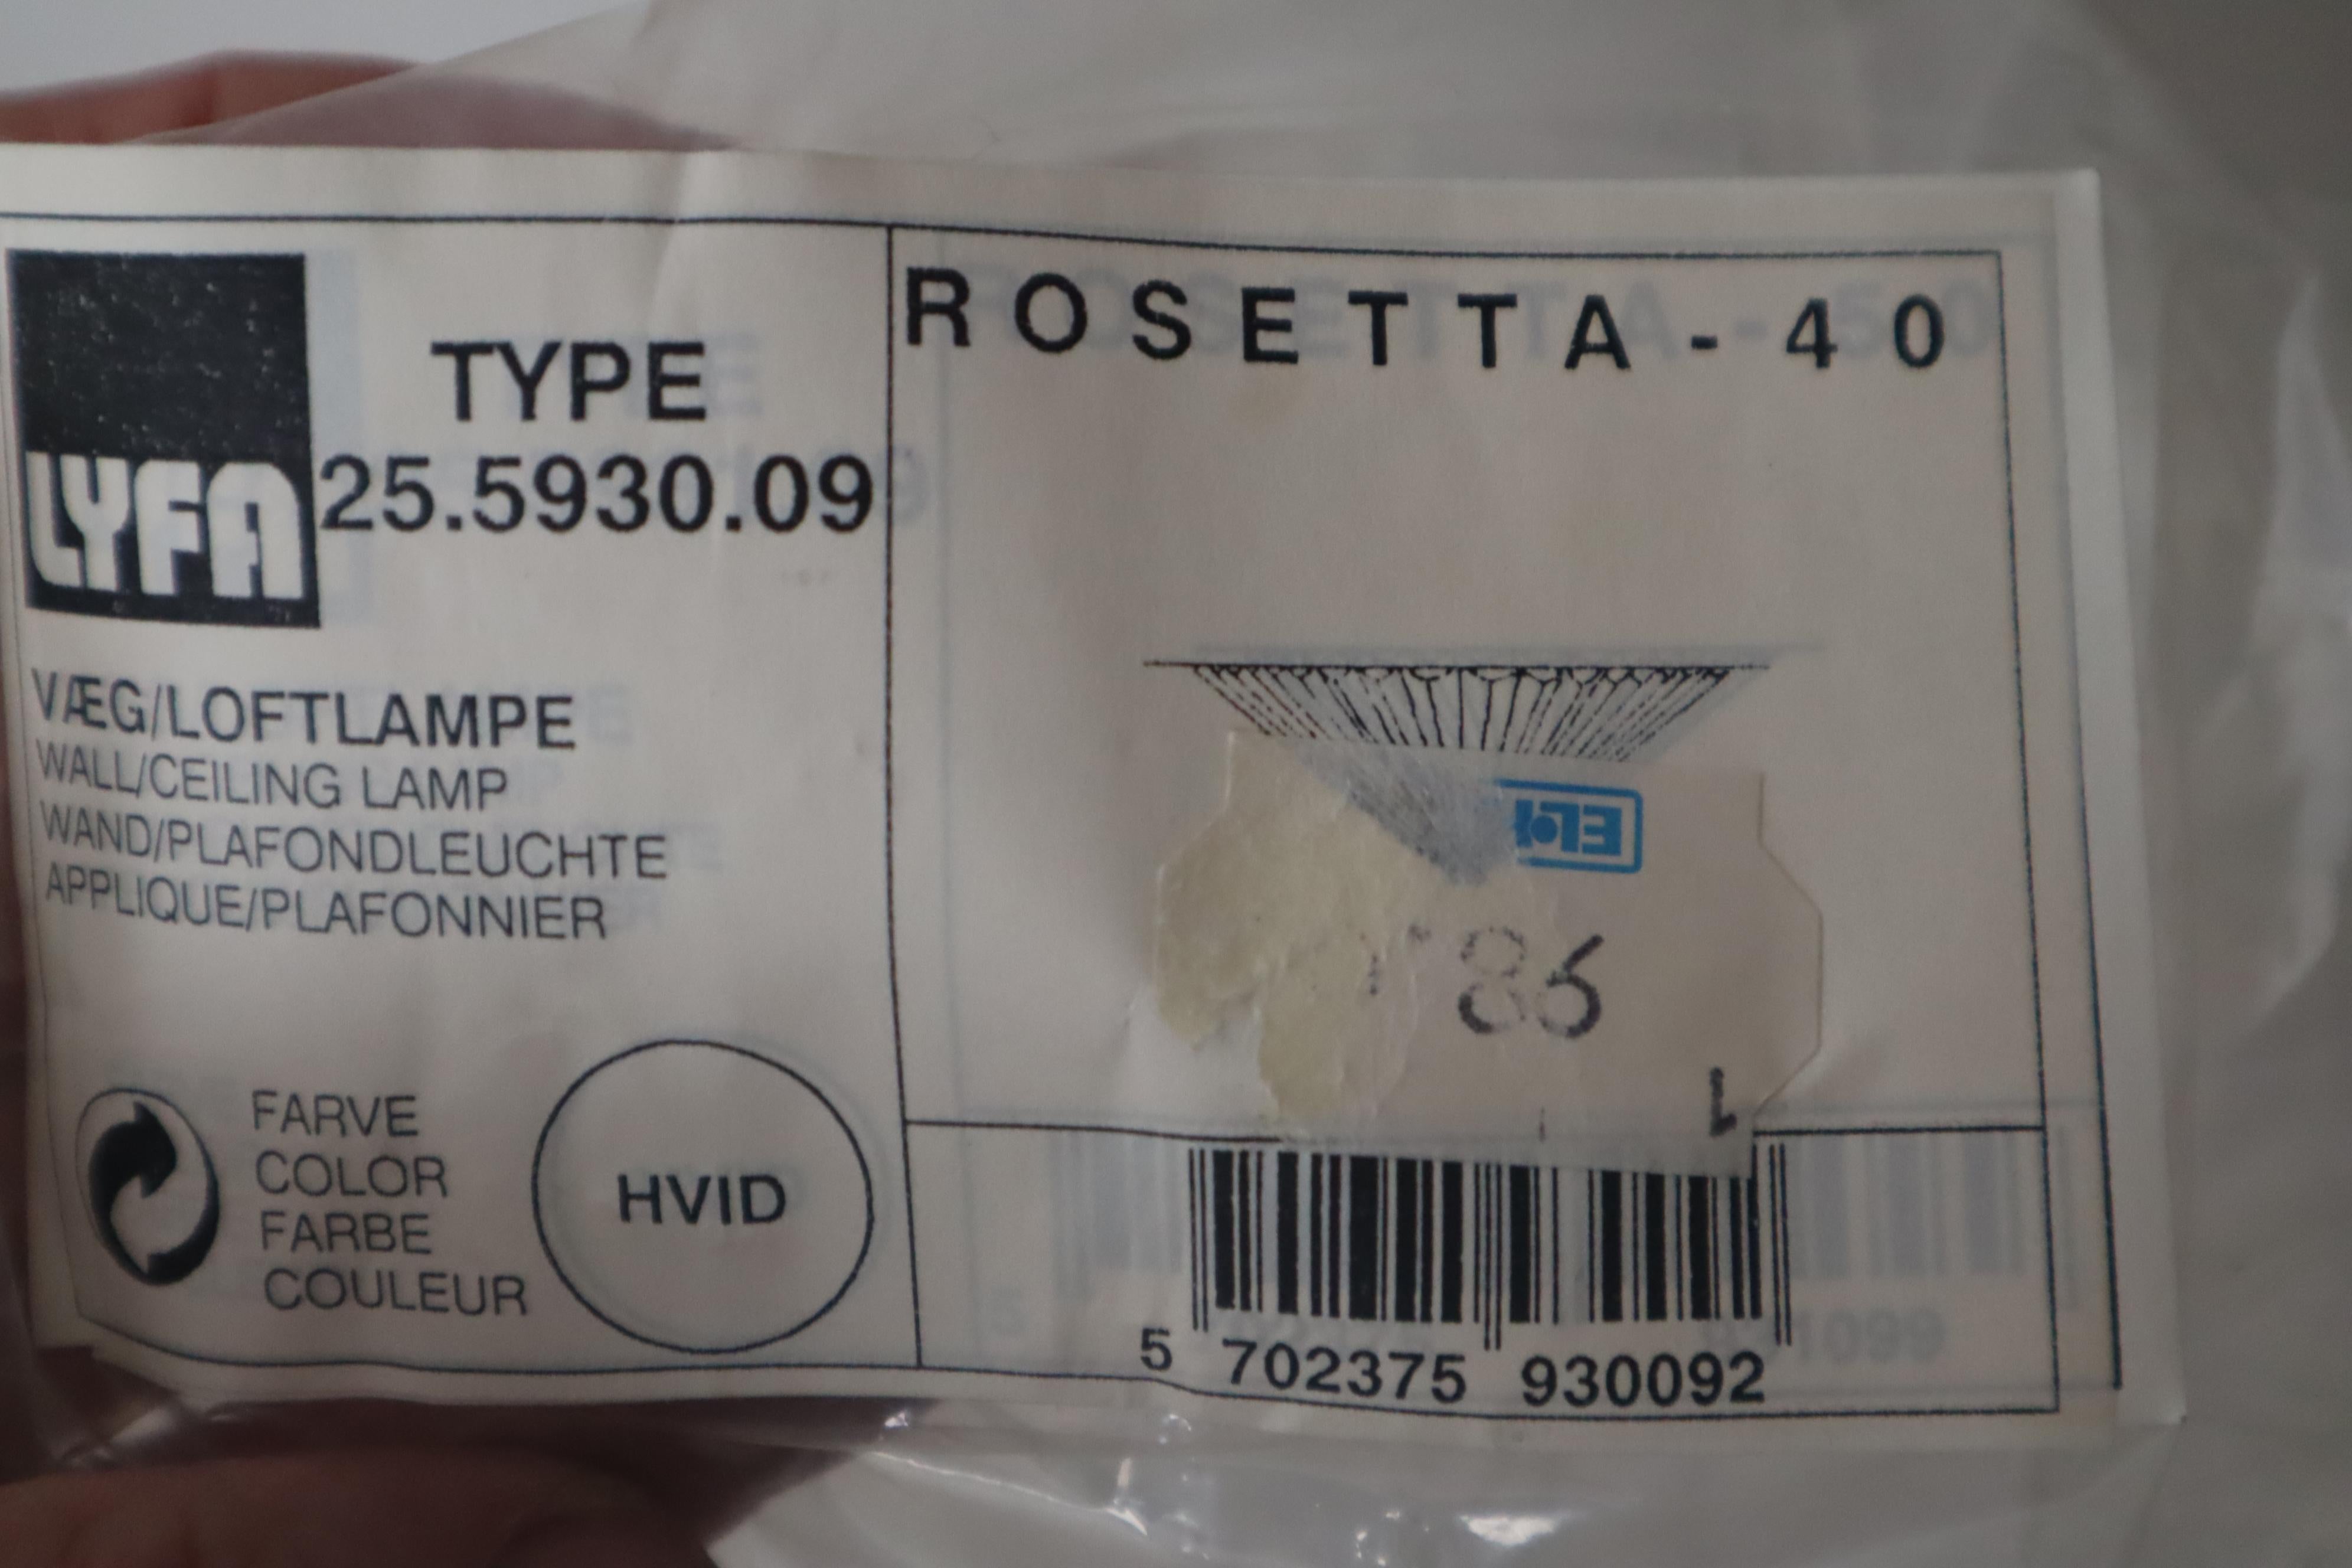 LYFA
TYPE
25.5930.09
VÆG/LOFTLAMPE
WALL/CEILING LAMP
WAND/PLAFONDLEUCHTE
APPLIQUE/PLAFONNIER
FARVE
COLOR
FARBE
COULEUR
HVID
ROSETTA-40
86
1
5 702375 930092